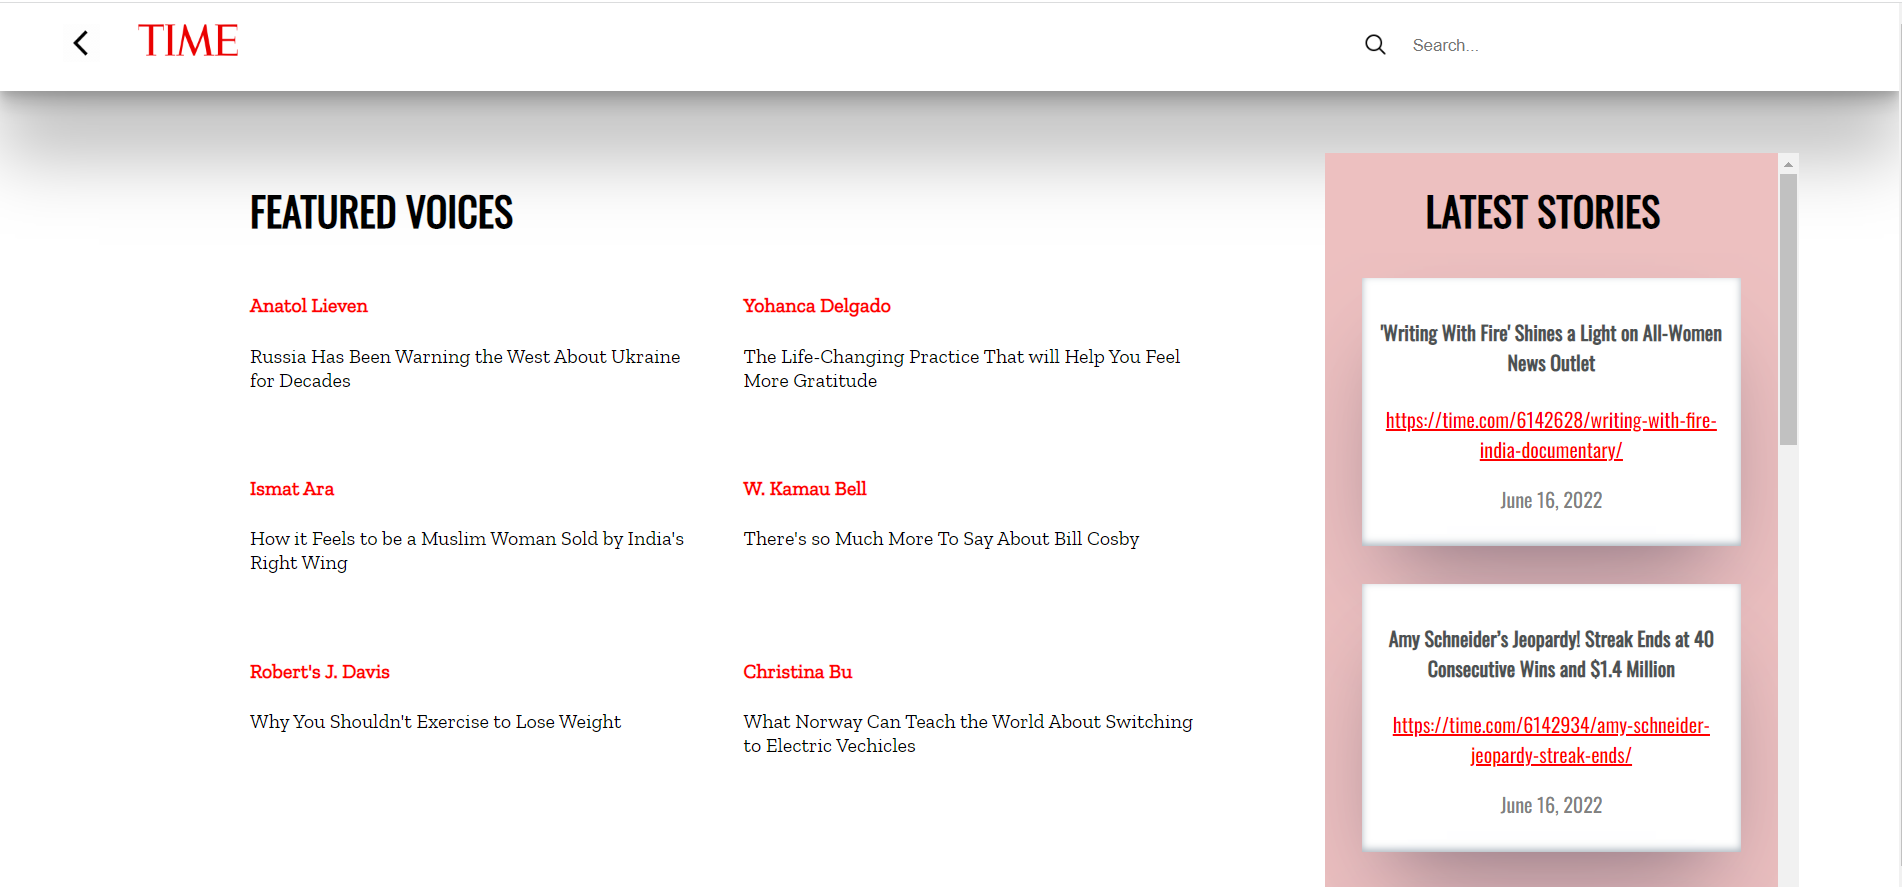 TIME
Search...
FEATURED VOICES
Anatol Lieven
Russia Has Been Warning the West About Ukraine
for Decades
Yohanca Delgado
The Life-Changing Practice That will Help You Feel
More Gratitude
Ismat Ara
How it Feels to be a Muslim Woman Sold by India's
Right Wing
W. Kamau Bell
There's so Much More To Say About Bill Cosby
Robert's J. Davis
Why You Shouldn't Exercise to Lose Weight
Christina Bu
What Norway Can Teach the World About Switching
to Electric Vechicles
LATEST STORIES
'Writing With Fire' Shines a Light on All-Women
News Outlet
https://time.com/6142628/writing-with-fire-
india-documentary/
June 16, 2022
Amy Schneider’s Jeopardy! Streak Ends at 40
Consecutive Wins and $1.4 Million
https://time.com/6142934/amy-schneider-
jeopardy-streak-ends/
June 16, 2022